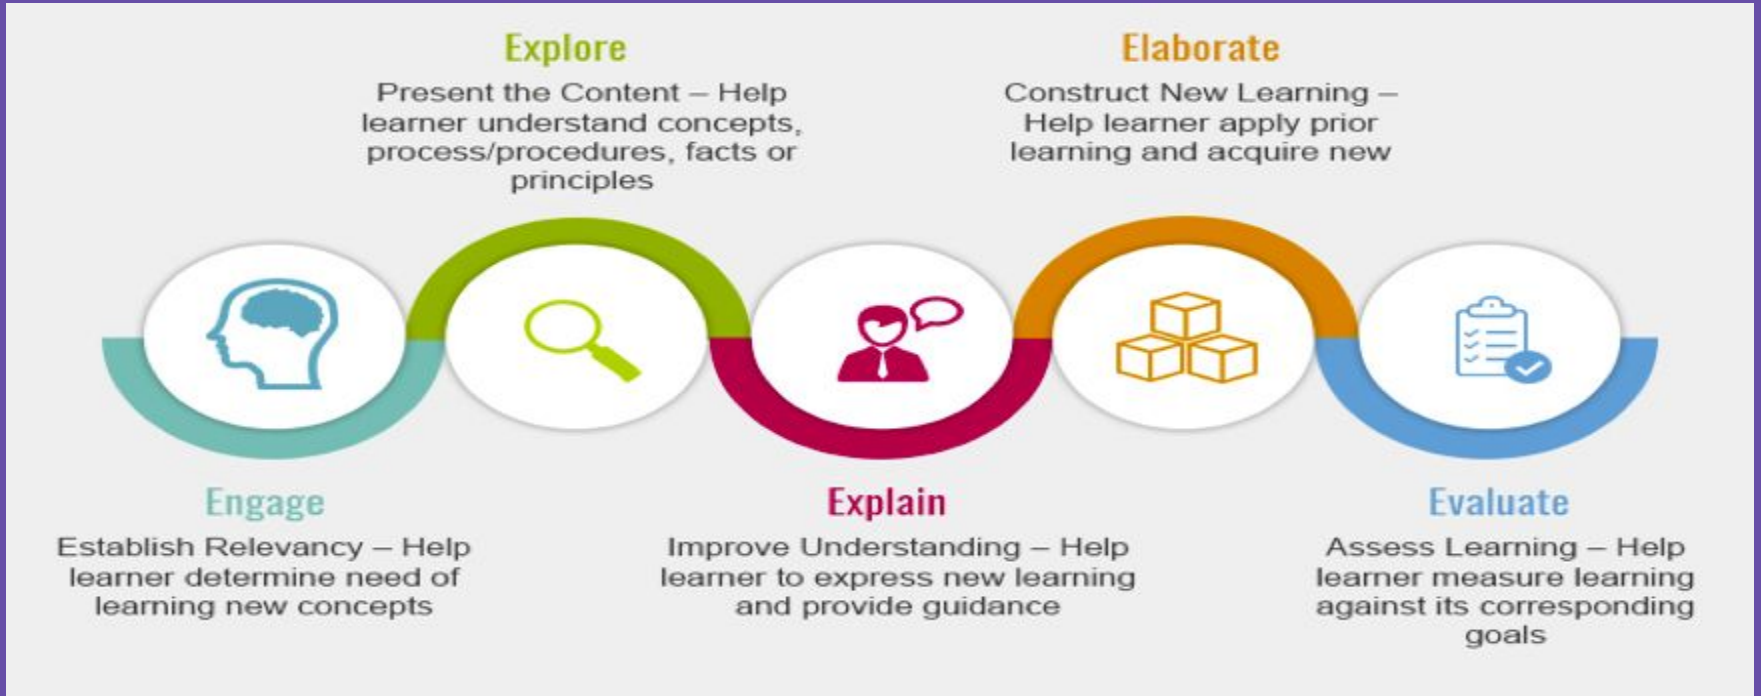 Explore
Present the Content – Help
learner understand concepts,
process/procedures, facts or
principles
Elaborate
Construct New Learning –
Help learner apply prior
learning and acquire new
Engage
Establish Relevancy – Help
learner determine need of
learning new concepts
Explain
Improve Understanding – Help
learner to express new learning
and provide guidance
Evaluate
Assess Learning – Help
learner measure learning
against its corresponding
goals